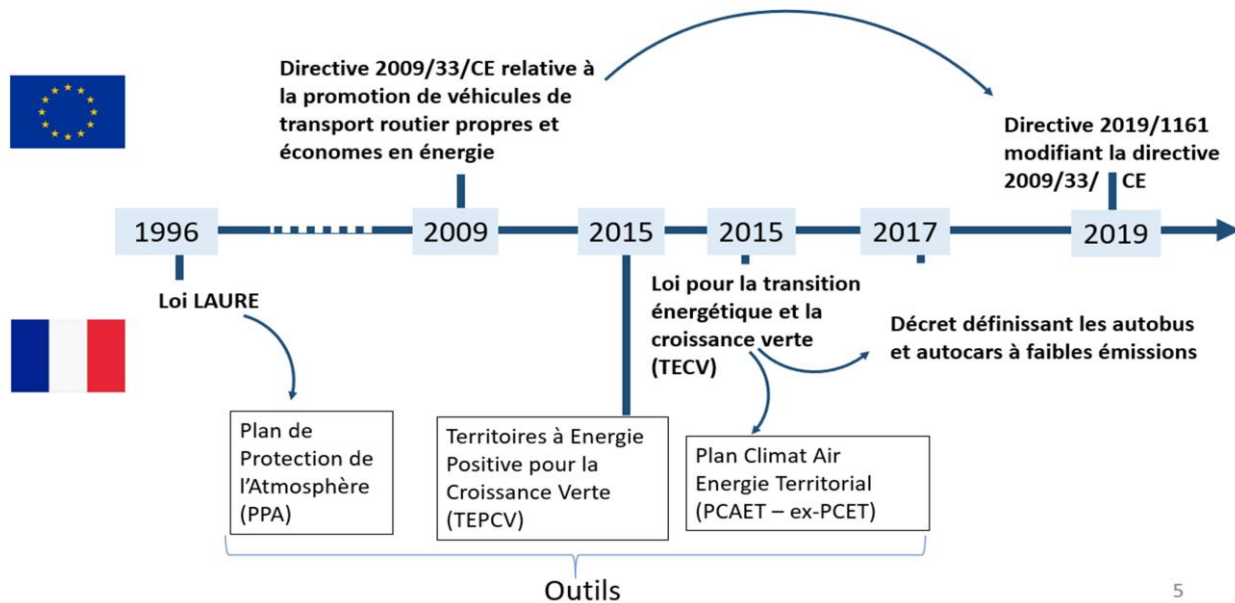 Directive 2009/33/CE relative à
la promotion de véhicules de
transport routier propres et
économes en énergie
Directive 2019/1161
modifiant la directive
2009/33/ CE
1996
2009
2015
2015
2017
2019
Loi LAURE
Loi pour la transition
énergétique et la
croissance verte
(TECV)
Décret définissant les autobus
et autocars à faibles émissions
Plan de
Protection de
l'Atmosphère
(PPA)
Territoires à Energie
Positive pour la
Croissance Verte
(TEPCV)
Plan Climat Air
Energie Territorial
(PCAET – ex-PCET)
Outils
5